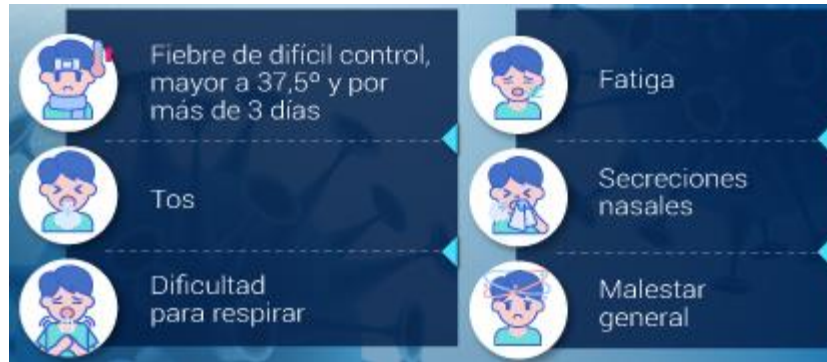 Fiebre de difícil control,
mayor a 37,5º y por
más de 3 días
Tos
Dificultad
para respirar
Fatiga
Secreciones
nasales
Malestar
general